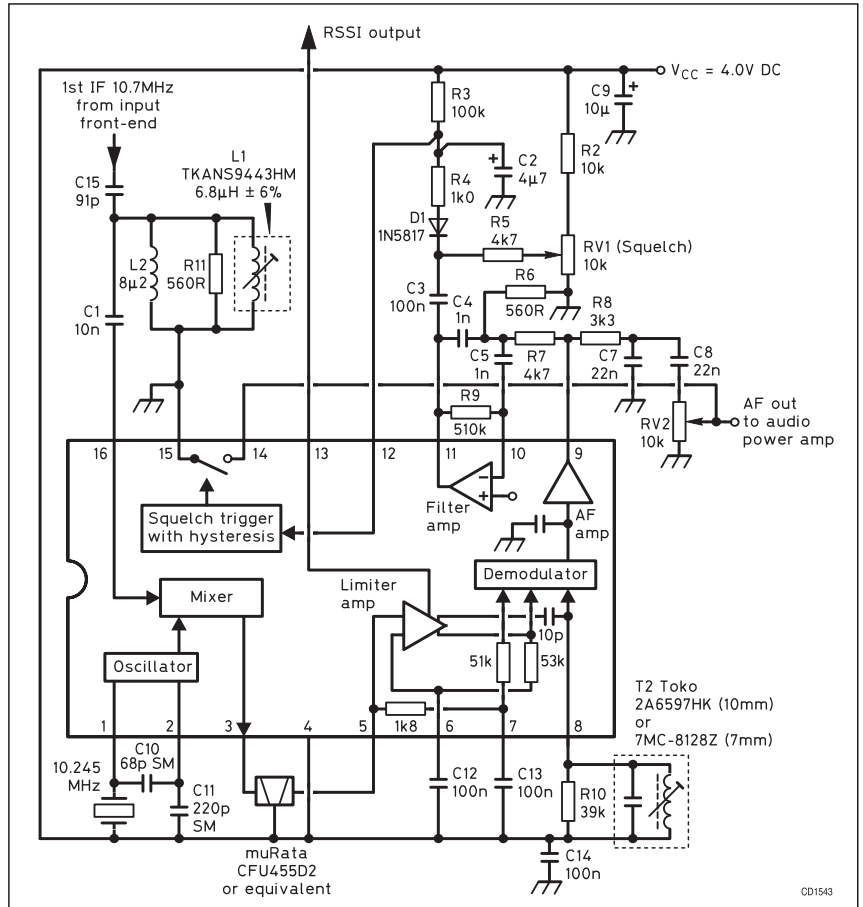 RSSI output
VCC = 4.0V DC
1st IF 10.7MHz
from input
front-end
C9
10µ
+
R3
100k
R2
10k
L1
TKANS9443HM
6.8µH ± 6%
C15
91p
+
C2
4µ7
R4
1k0
D1
1N5817
R5
4k7
RV1 (Squelch)
10k
L2
8µ2
R11
560R
R6
560R
C3
100n
C4
1n
R8
3k3
C1
10n
C5
1n
R7
4k7
C7
22n
C8
22n
R9
510k
RV2
10k
AF out
to audio
power amp
16
15
14
13
12
11
10
9
−
+
Filter
amp
AF
amp
Squelch trigger
with hysteresis
Demodulator
Limiter
amp
Mixer
10p
51k
53k
Oscillator
T2 Toko
2A6597HK (10mm)
or
7MC-8128Z (7mm)
1k8
1
2
3
4
5
6
7
8
C10
68p SM
10.245
MHz
C11
220p
SM
C12
100n
C13
100n
R10
39k
muRata
CFU455D2
or equivalent
C14
100n
CD1543